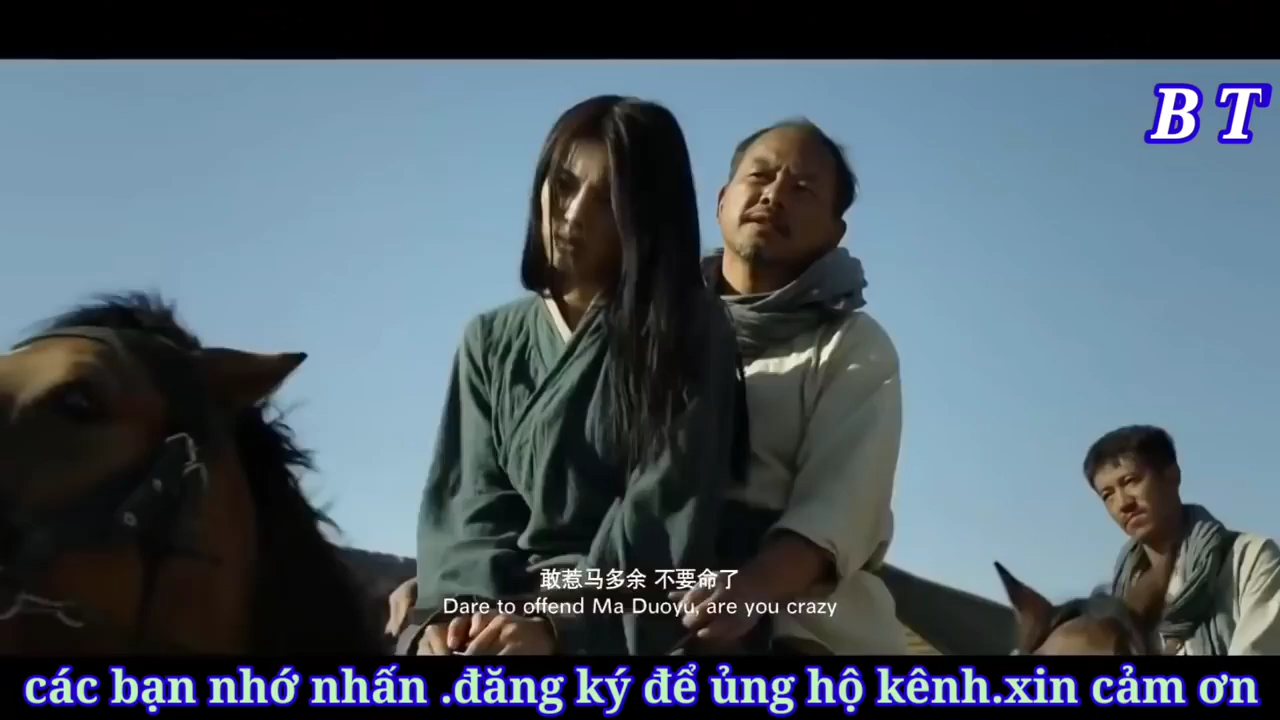 B T
敢惹马多余 不要命了
Dare to offend Ma Duoyu, are you crazy
các bạn nhớ nhấn .đăng ký để ủng hộ kênh.xin cảm ơn